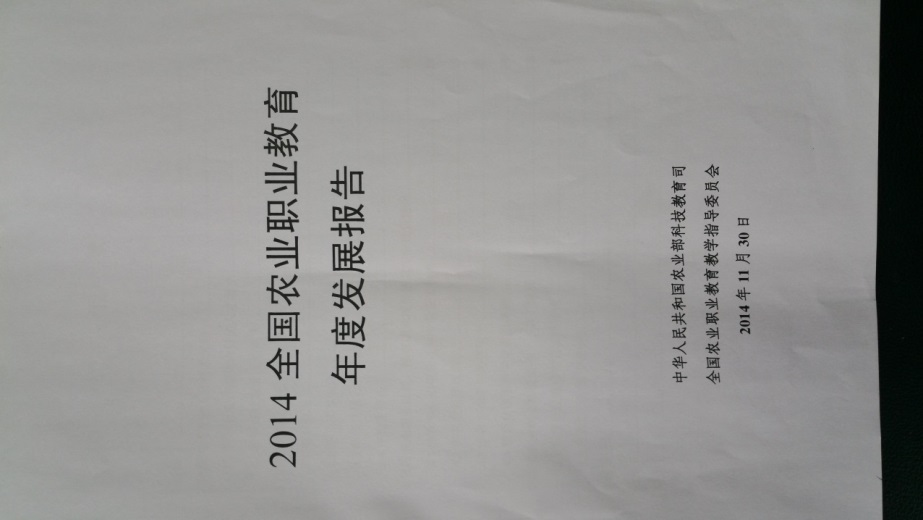 2014 全国农业职业教育
年度发展报告
中华人民共和国农业部科技教育司
全国农业职业教育教学指导委员会
2014 年 11 月 30 日